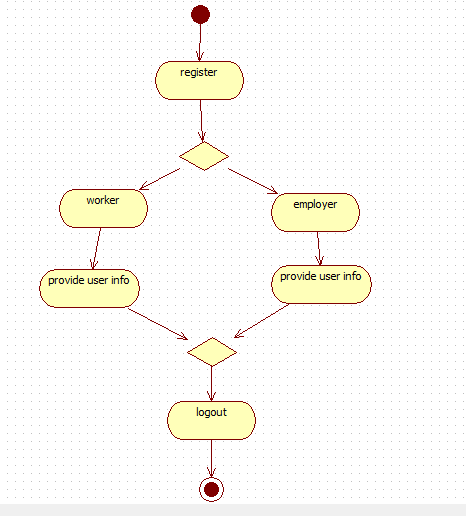 register
worker
employer
provide user info
provide user info
logout